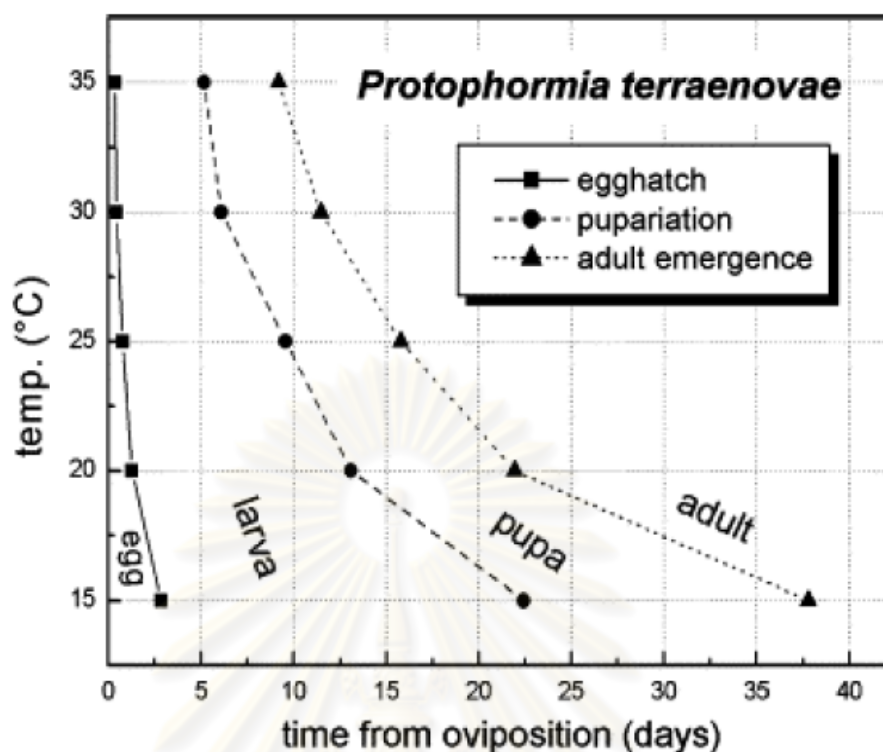 Protophormia terraenovae
egghatch
pupariation
adult emergence
temp. (°C)
35
30
25
20
15
egg
larva
pupa
adult
0 5 10 15 20 25 30 35 40
time from oviposition (days)